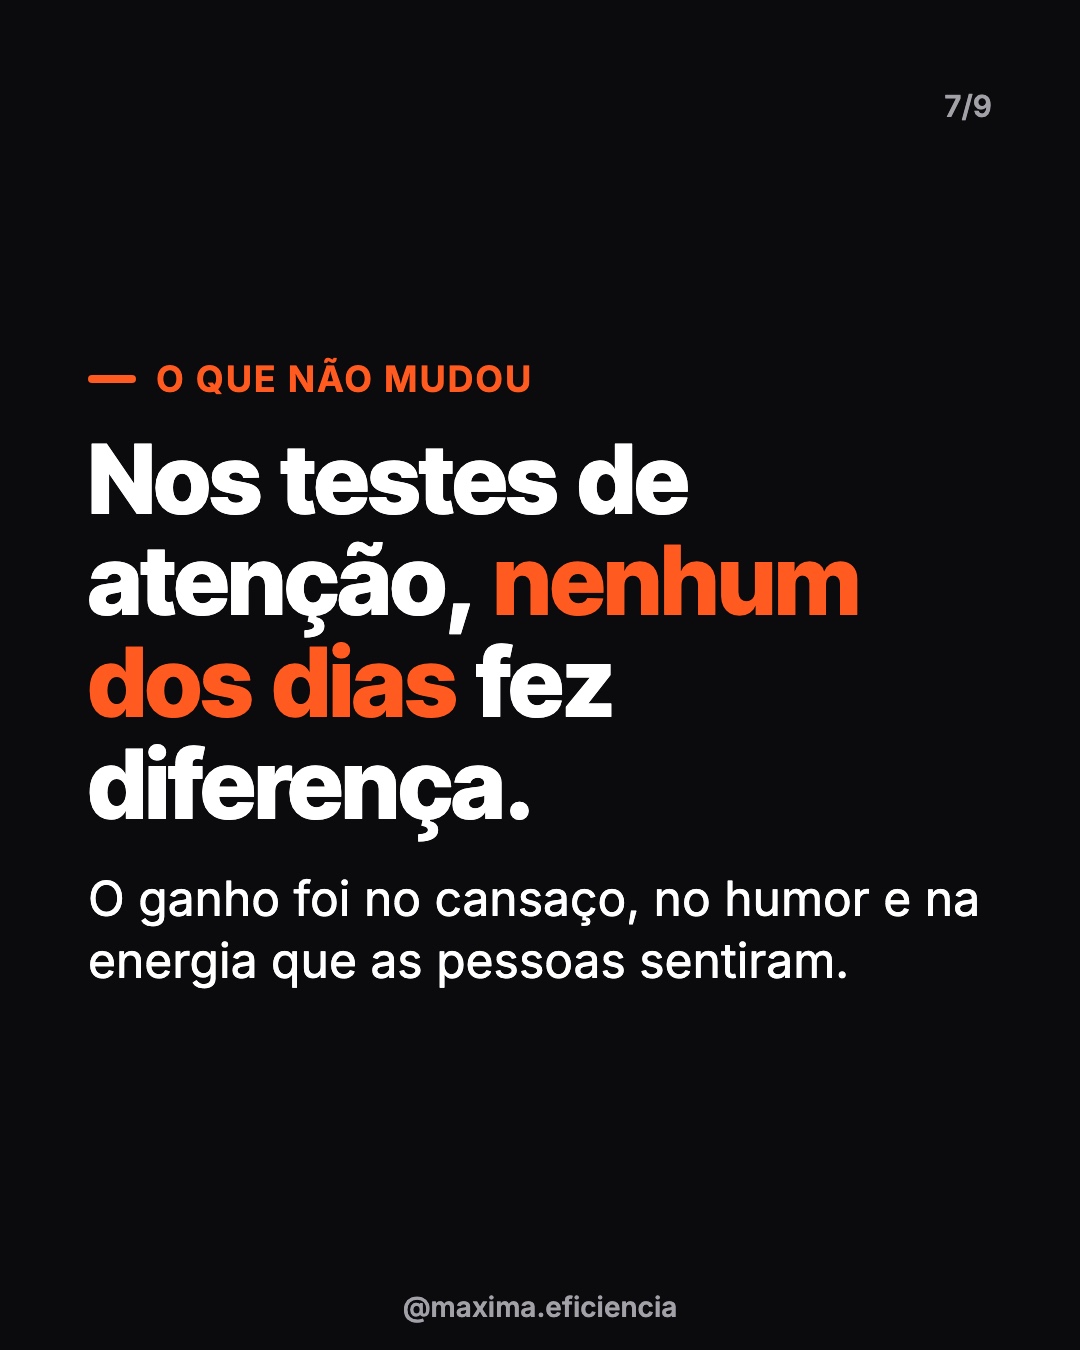 7/9
O QUE NÃO MUDOU
Nos testes de
atenção, nenhum
dos dias fez
diferença.
O ganho foi no cansaço, no humor e na
energia que as pessoas sentiram.
@maxima.eficiencia